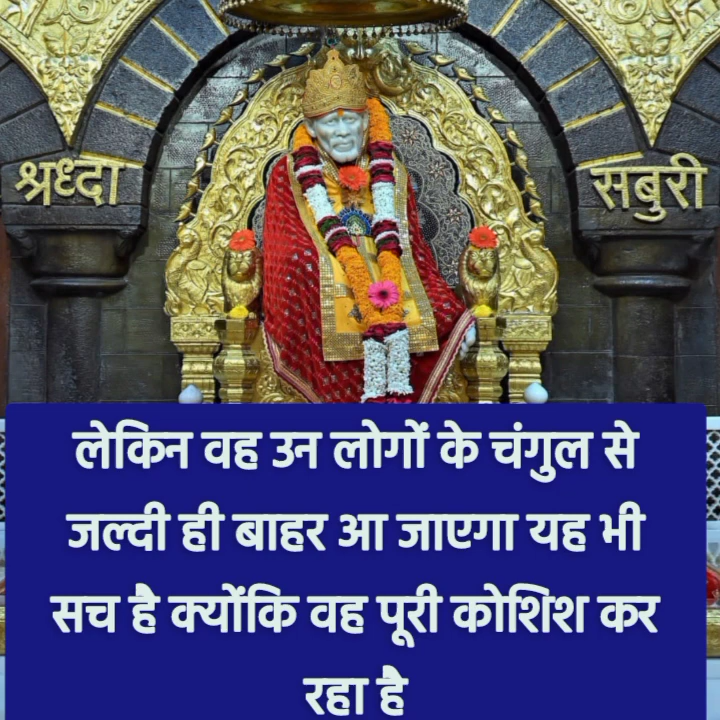 श्रध्दा
सबुरी
लेकिन वह उन लोगों के चंगुल से
जल्दी ही बाहर आ जाएगा यह भी
सच है क्योंकि वह पूरी कोशिश कर
रहा है